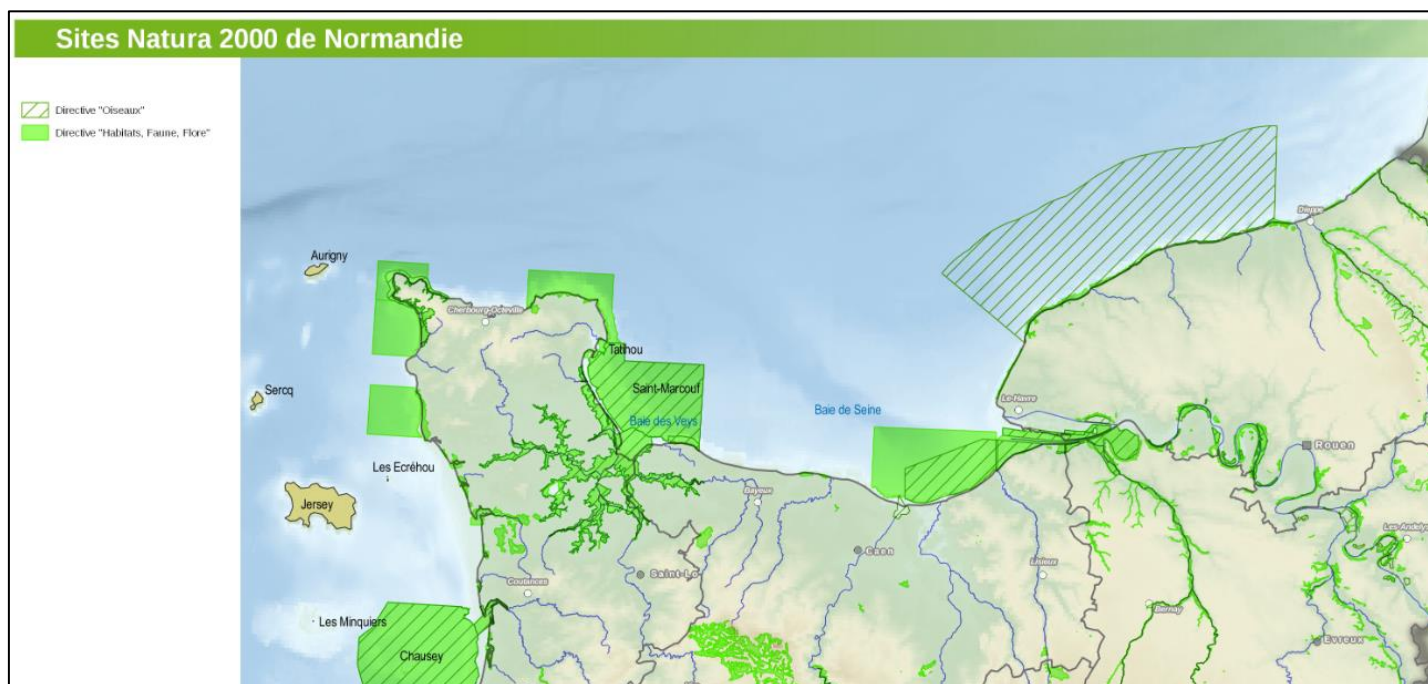 Sites Natura 2000 de Normandie
Directive "Oiseaux"
Directive "Habitats, Faune, Flore"
Dieppe
Aurigny
Cherbourg-Octeville
Tatihou
Sercq
Saint-Marcouf
Le-Havre
Baie de Seine
Baie des Veys
Rouen
Les Ecréhou
Bayeux
Jersey
Les-Andelys
Caen
Lisieux
Saint-Lo
Coutances
Bernay
Les Minquiers
Evreux
Chausey